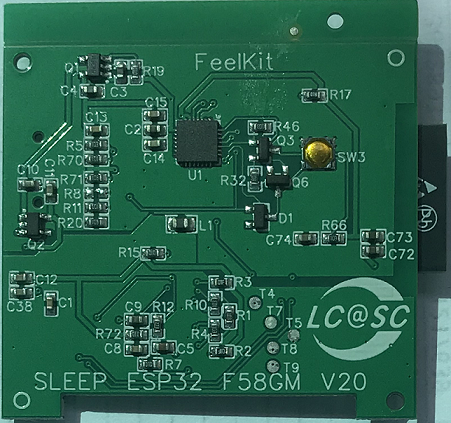 FeelKit
Q1
R19
C4
C3
R17
C15
C13
C2
R46
R5
Q3
R70
C14
SW3
U1
C10
C11
R71
R32
Q6
R8
R11
D1
R20
L1
Q2
C74
R66
C73
C72
R15
C12
R3
C38
C1
R10
T4
C9
R12
R1
T7
LC@SC
R72
R4
T5
C8
C5
R2
T8
R7
T9
SLEEP ESP32 F58GM V20